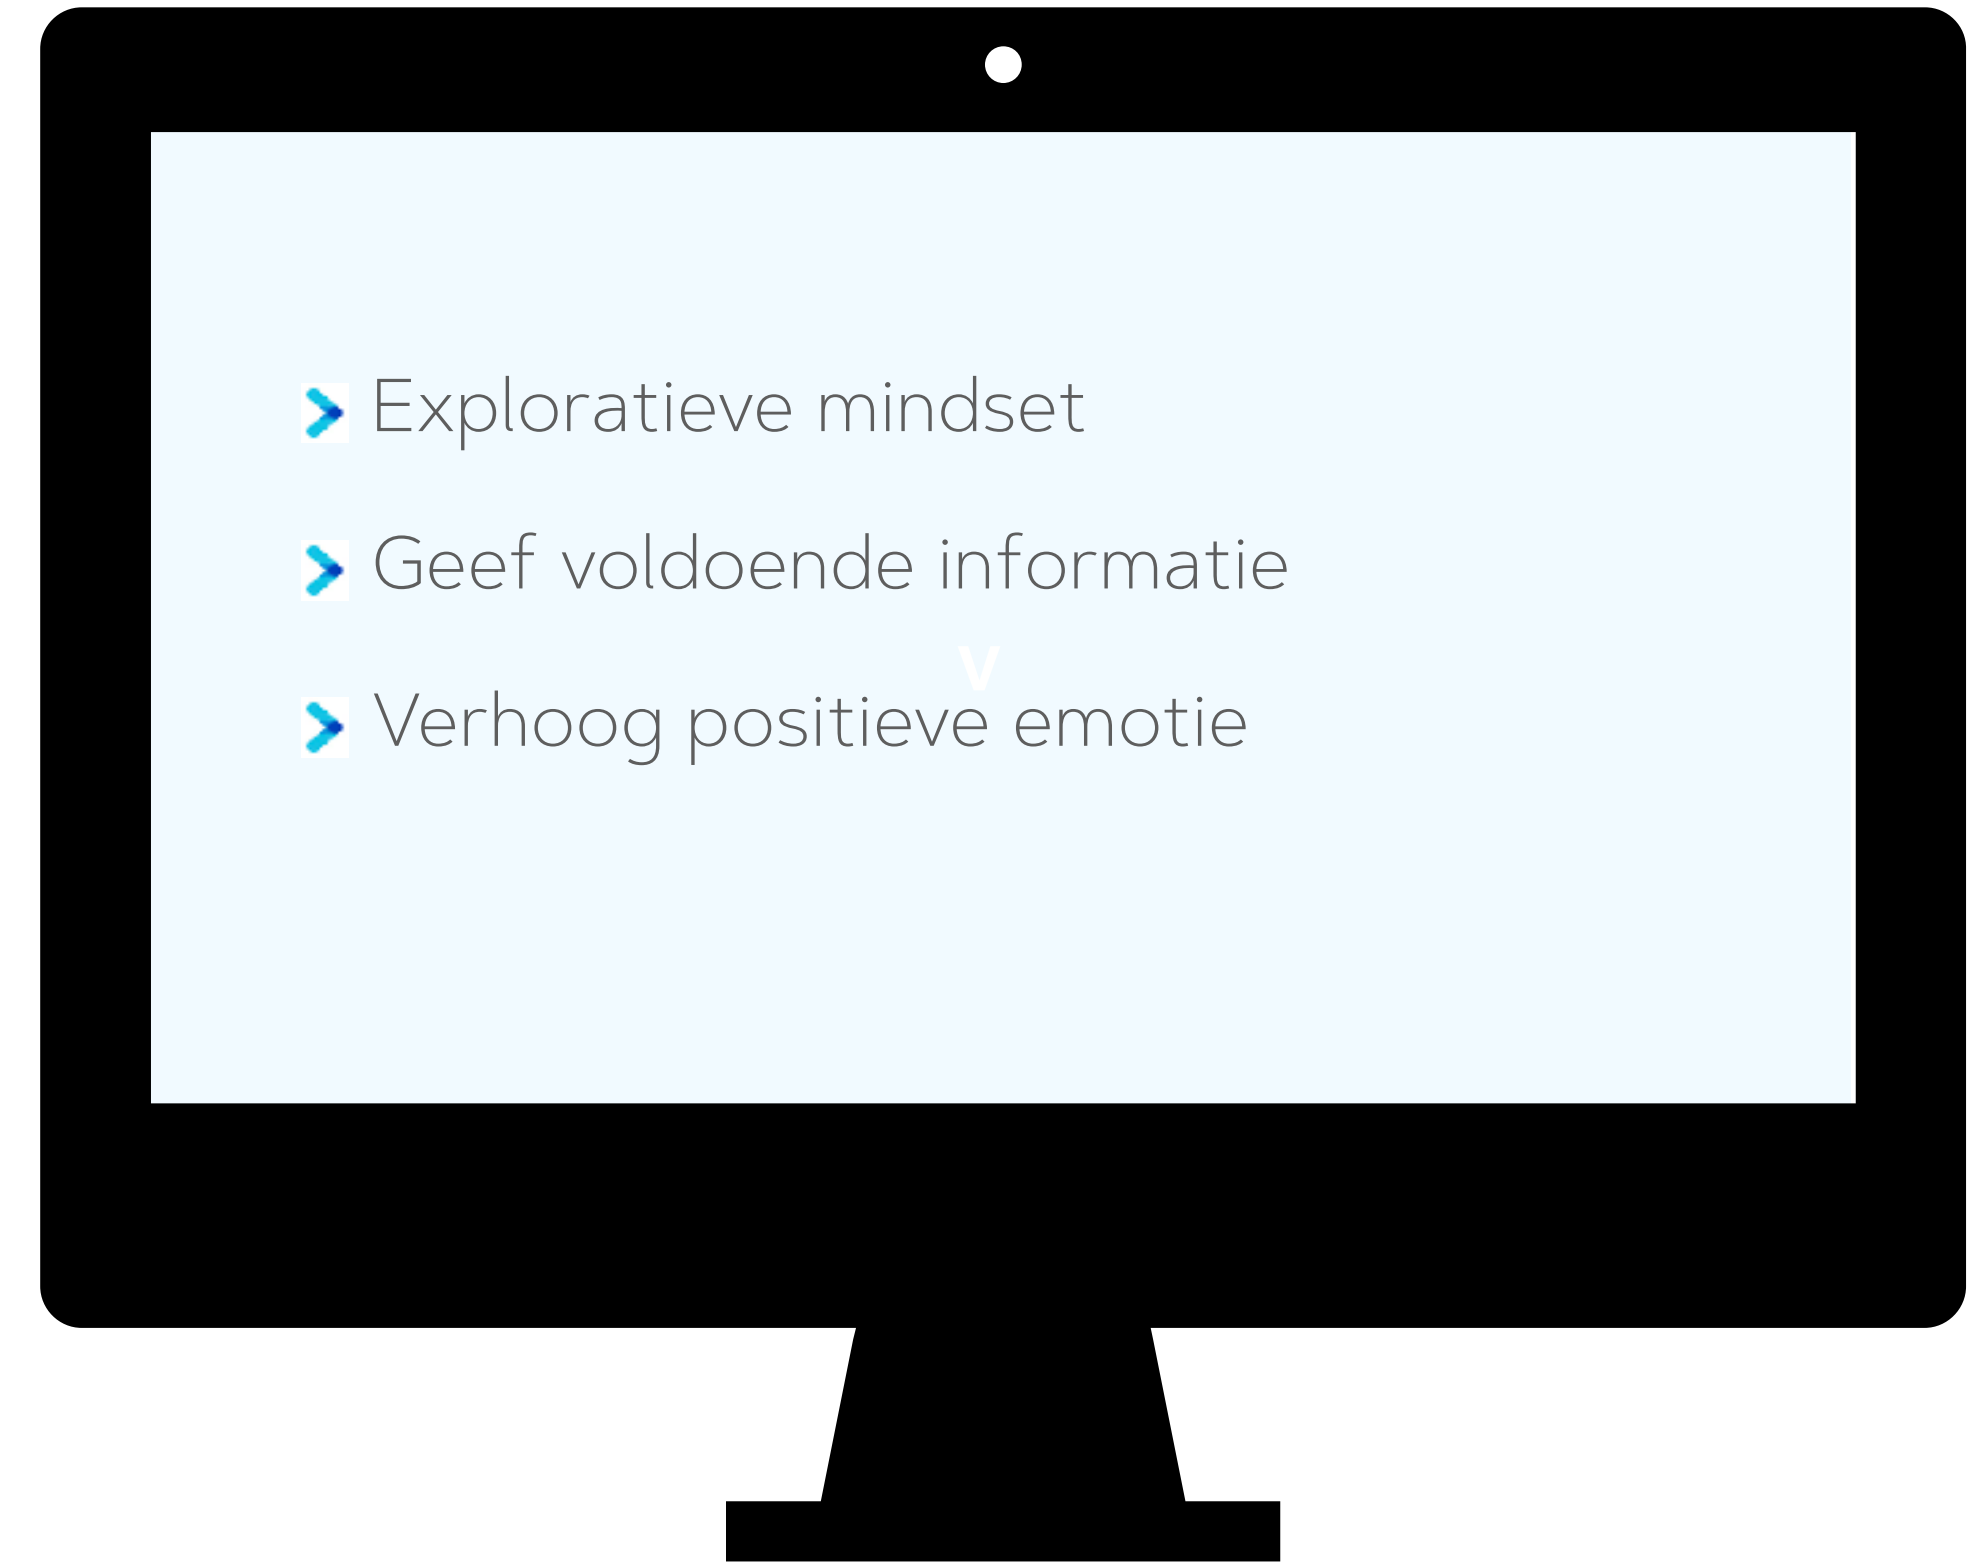 Exploratieve mindset
Geef voldoende informatie
v
Verhoog positieve emotie